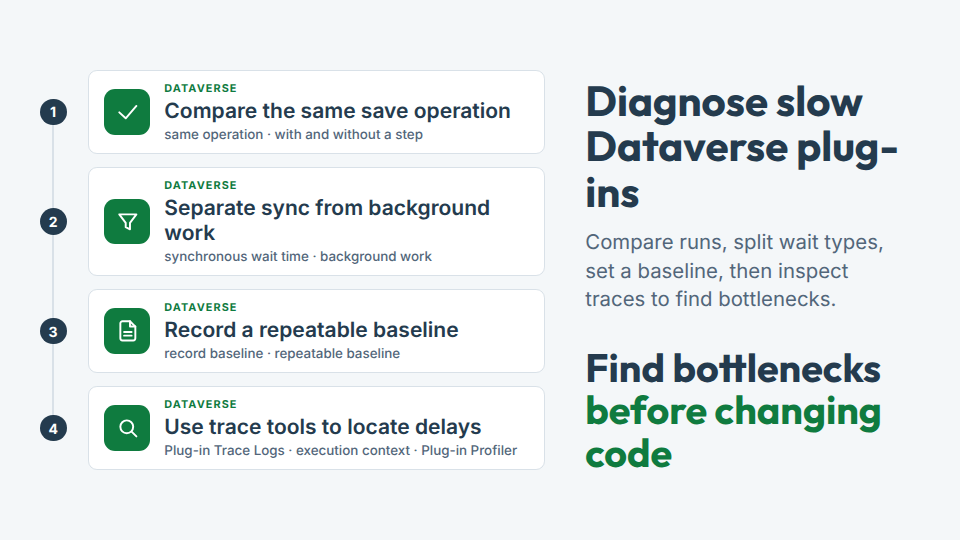 1
DATAVERSE
Compare the same save operation
same operation · with and without a step
2
DATAVERSE
Separate sync from background
work
synchronous wait time · background work
3
DATAVERSE
Record a repeatable baseline
record baseline · repeatable baseline
4
DATAVERSE
Use trace tools to locate delays
Plug-in Trace Logs · execution context · Plug-in Profiler
Diagnose slow
Dataverse plug-
ins
Compare runs, split wait types,
set a baseline, then inspect
traces to find bottlenecks.
Find bottlenecks
before changing
code